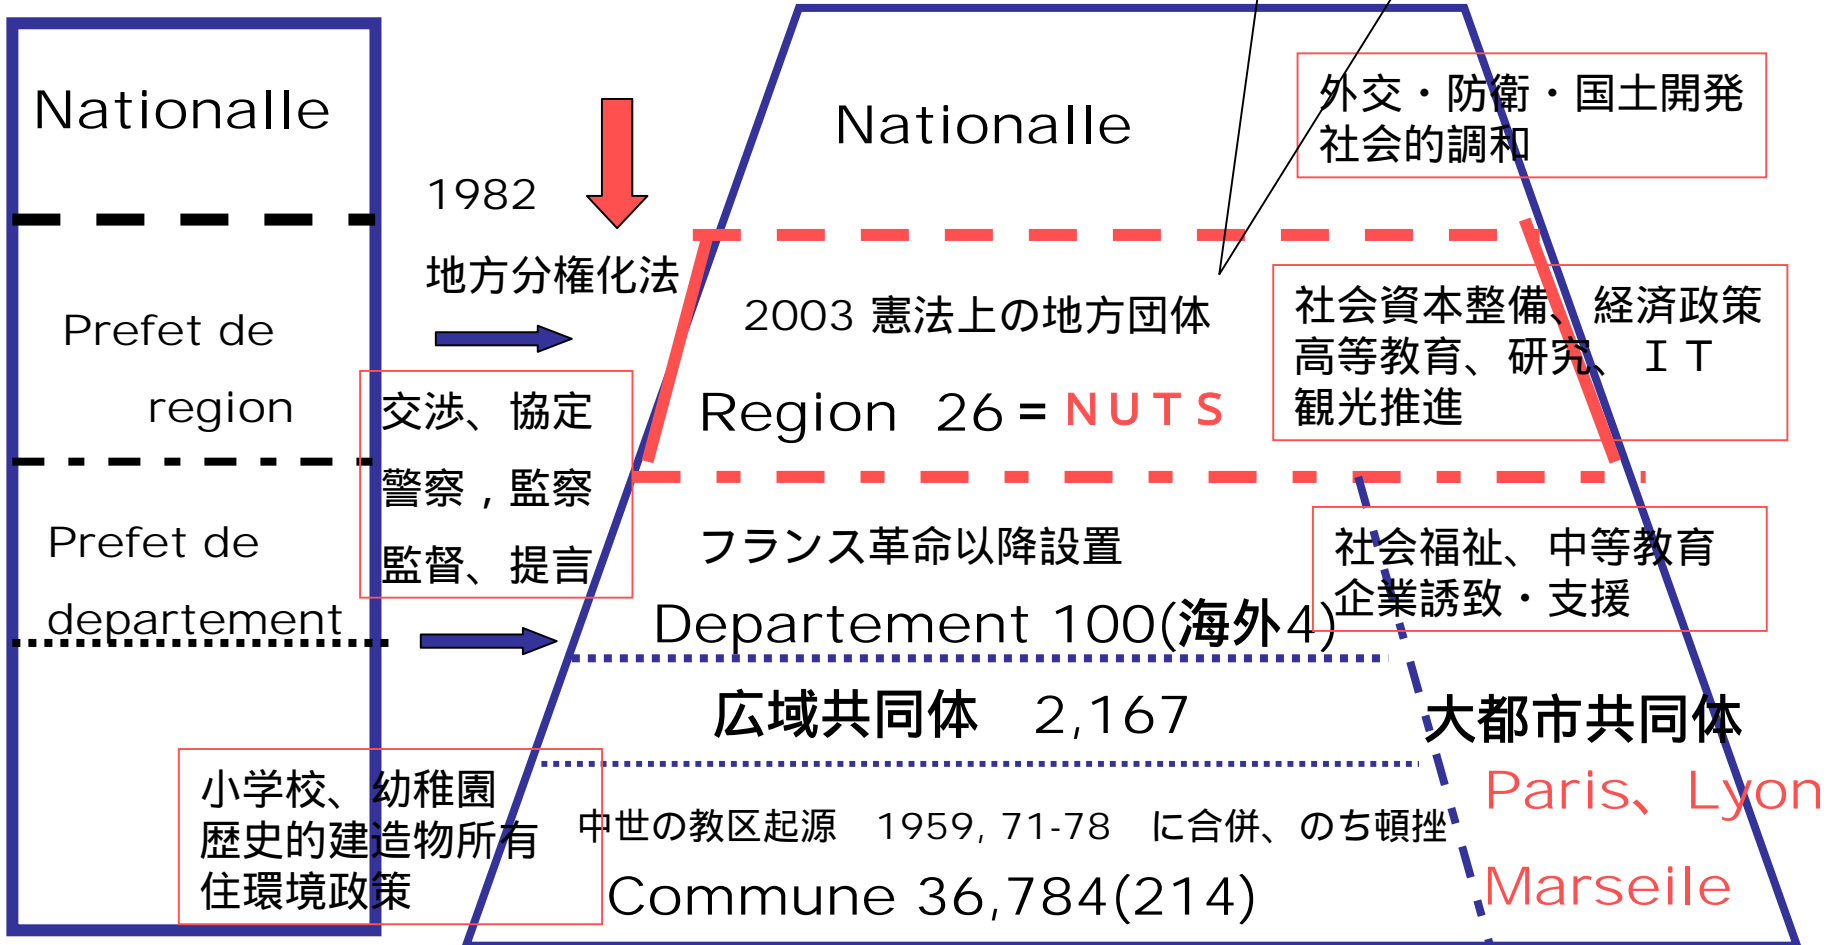 Nationalle
Prefet de
region
Prefet de
departement
1982
地方分権化法
交渉、協定
警察，監察
監督、提言
小学校、幼稚園
歴史的建造物所有
住環境政策
Nationalle
外交・防衛・国土開発
社会的調和
2003 憲法上の地方団体
Region 26 = ＮＵＴＳ
社会資本整備、経済政策
高等教育、研究、ＩＴ
観光推進
フランス革命以降設置
Departement 100(海外4)
社会福祉、中等教育
企業誘致・支援
広域共同体　2,167
大都市共同体
Paris、Lyon
Marseile
中世の教区起源　1959, 71-78　に合併、のち頓挫
Commune 36,784(214)